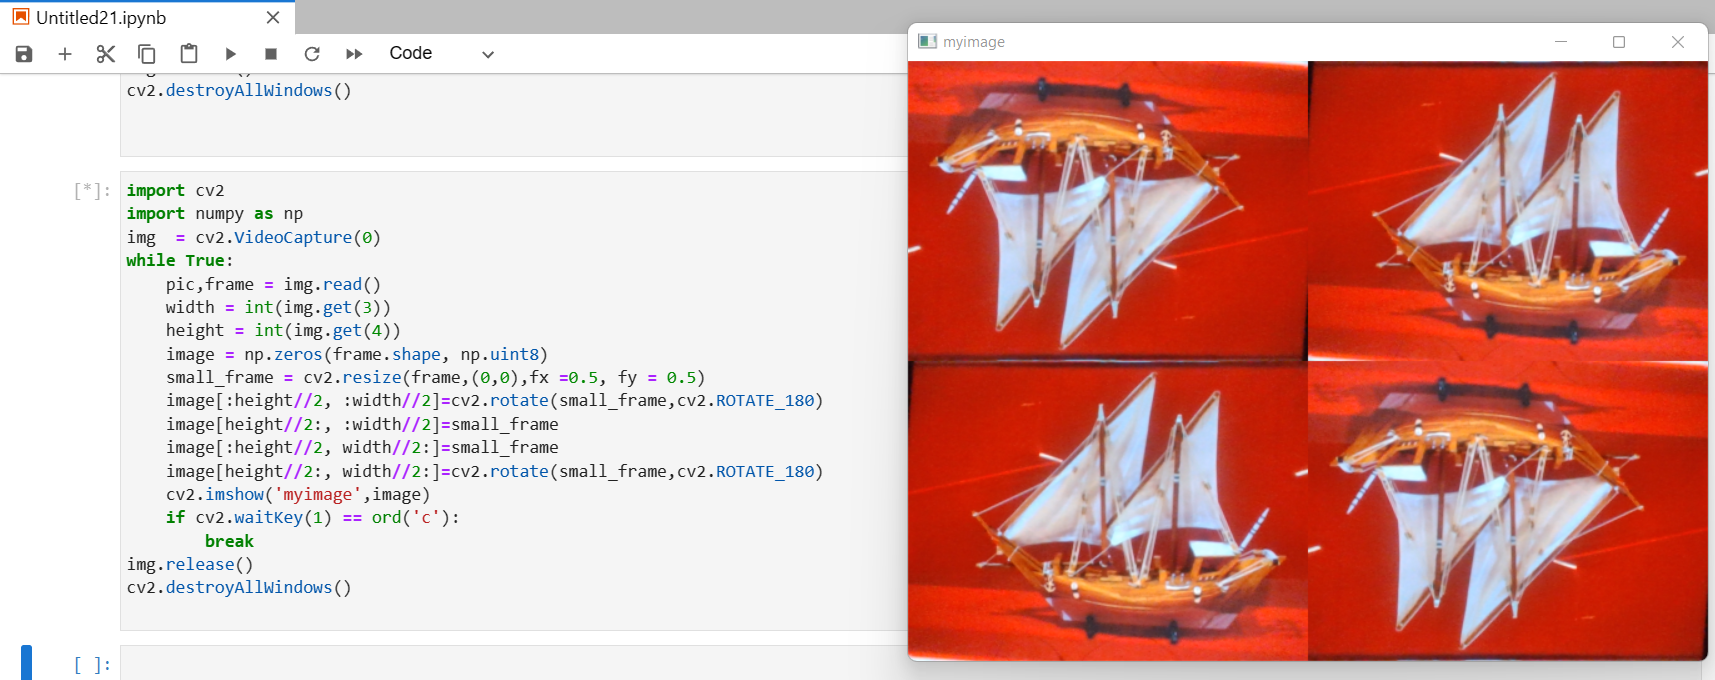 Untitled21.ipynb
Code
myimage
cv2.destroyAllWindows()
[*]:
import cv2
import numpy as np
img  = cv2.VideoCapture(0)
while True:
    pic,frame = img.read()
    width = int(img.get(3))
    height = int(img.get(4))
    image = np.zeros(frame.shape, np.uint8)
    small_frame = cv2.resize(frame,(0,0),fx =0.5, fy = 0.5)
    image[:height//2, :width//2]=cv2.rotate(small_frame,cv2.ROTATE_180)
    image[height//2:, :width//2]=small_frame
    image[:height//2, width//2:]=small_frame
    image[height//2:, width//2:]=cv2.rotate(small_frame,cv2.ROTATE_180)
    cv2.imshow('myimage',image)
    if cv2.waitKey(1) == ord('c'):
        break
img.release()
cv2.destroyAllWindows()
[ ]: